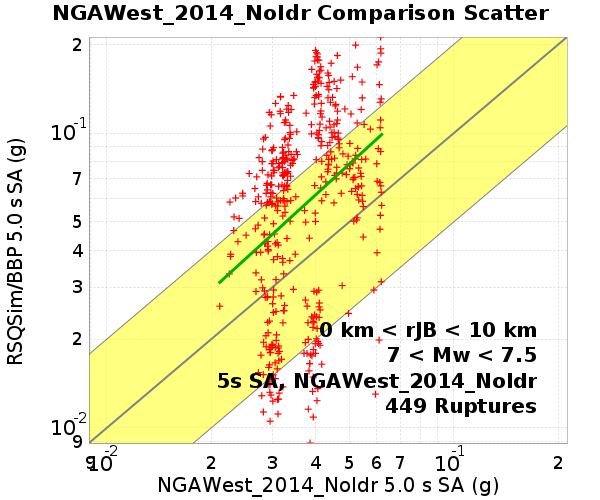 NGAWest_2014_NoIdr Comparison Scatter
2
10-1
7
5
4
3
2
10-2
9
RSQSim/BBP 5.0 s SA (g)
0 km < rJB < 10 km
7 < Mw < 7.5
5s SA, NGAWest_2014_NoIdr
449 Ruptures
9 10-2 2 3 4 5 6 7 10-1 2
NGAWest_2014_NoIdr 5.0 s SA (g)